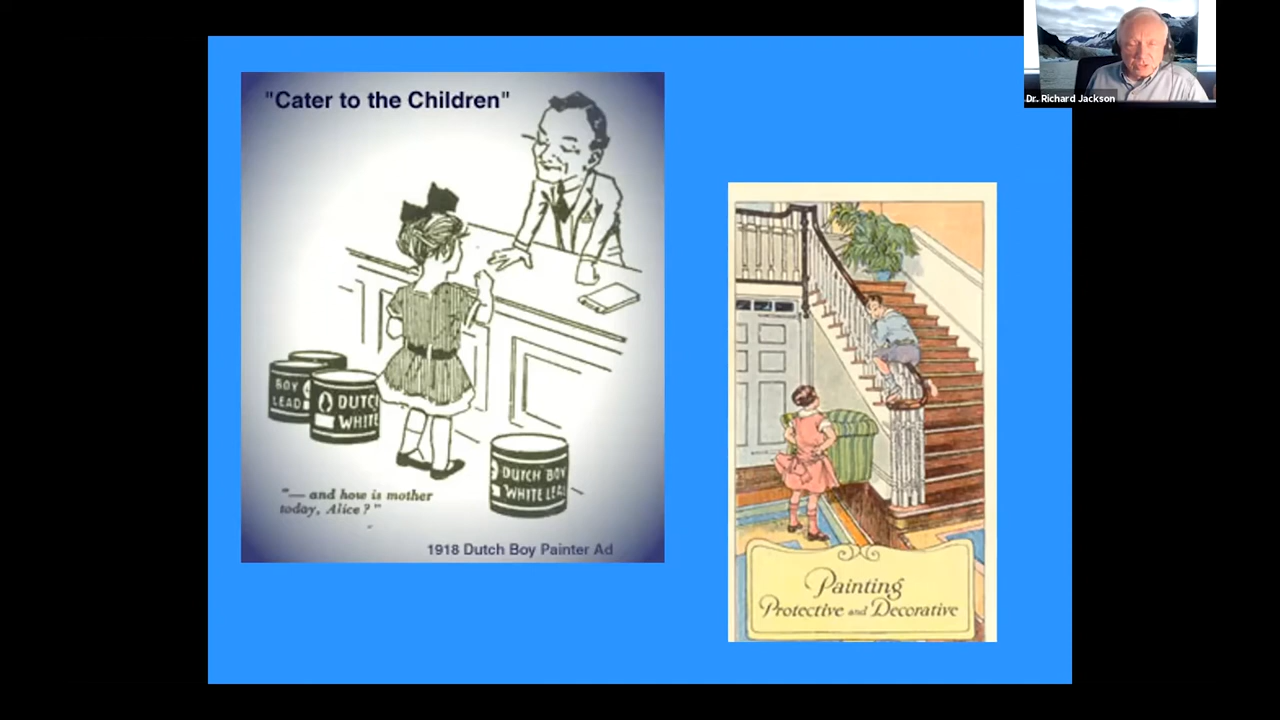 "Cater to the Children"
BOY
LEAD
DUTCH
WHITE
DUTCH BOY
WHITE LEAD
"— and how is mother
today, Alice?"
1918 Dutch Boy Painter Ad
Painting
Protective and Decorative
Dr. Richard Jackson